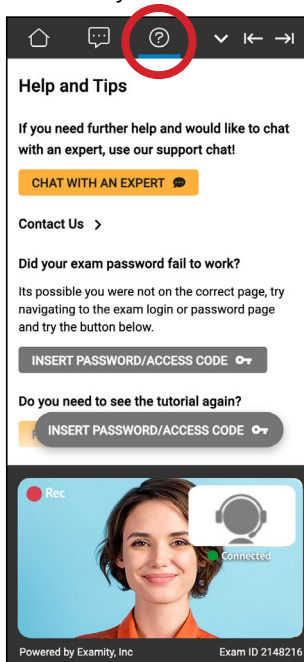 Help and Tips
If you need further help and would like to chat
with an expert, use our support chat!
CHAT WITH AN EXPERT
Contact Us >
Did your exam password fail to work?
Its possible you were not on the correct page, try
navigating to the exam login or password page
and try the button below.
INSERT PASSWORD/ACCESS CODE
Do you need to see the tutorial again?
INSERT PASSWORD/ACCESS CODE
Rec
Connected
Powered by Examity, Inc
Exam ID 2148216